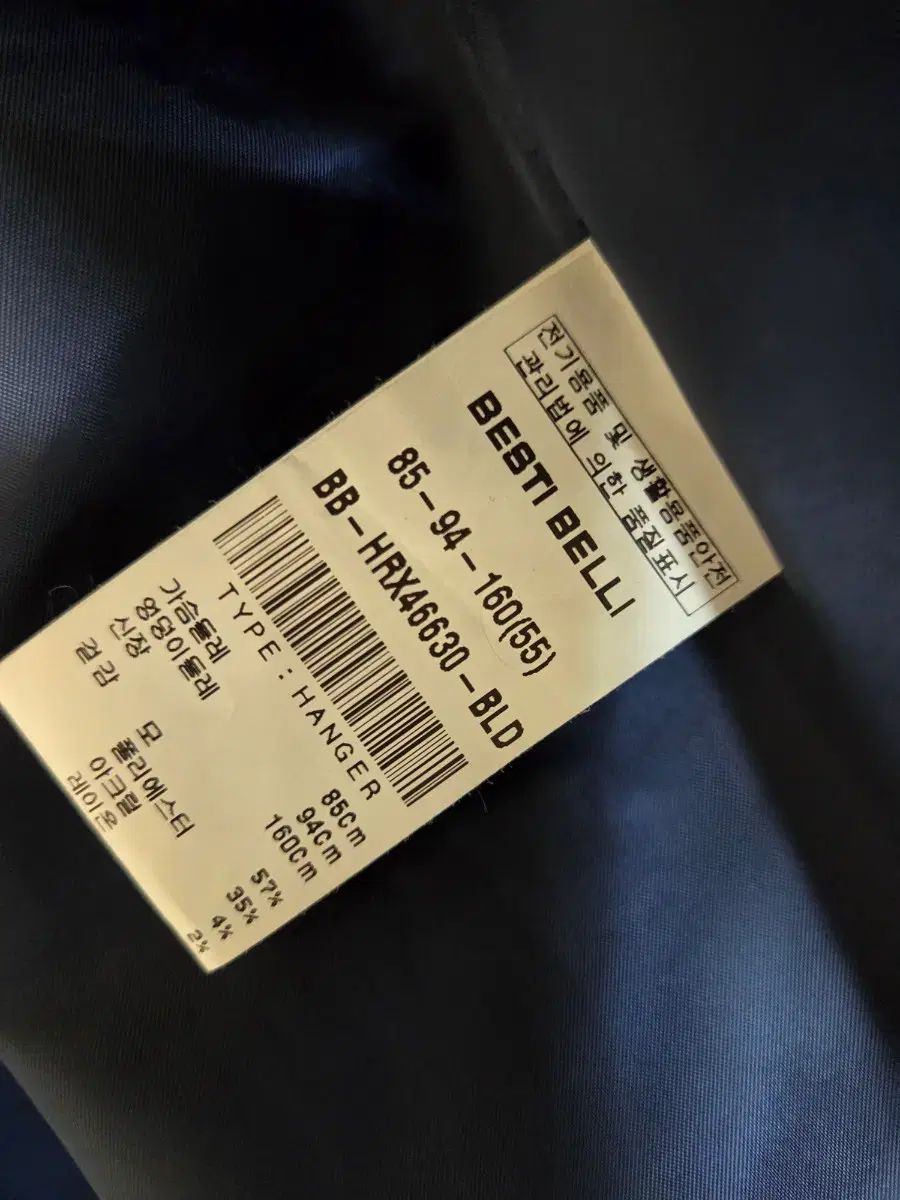 전기용품 및 생활용품안전
관리법에 의한 품질표시
BESTI BELLI
85-94-160(55)
BB-HRX46630-BLD
TYPE:HANGER
가슴둘레 85Cm
엉덩이둘레 94Cm
신장 160Cm
겉감 모 57%
폴리에스터 35%
아크릴 4%
레이온 2%